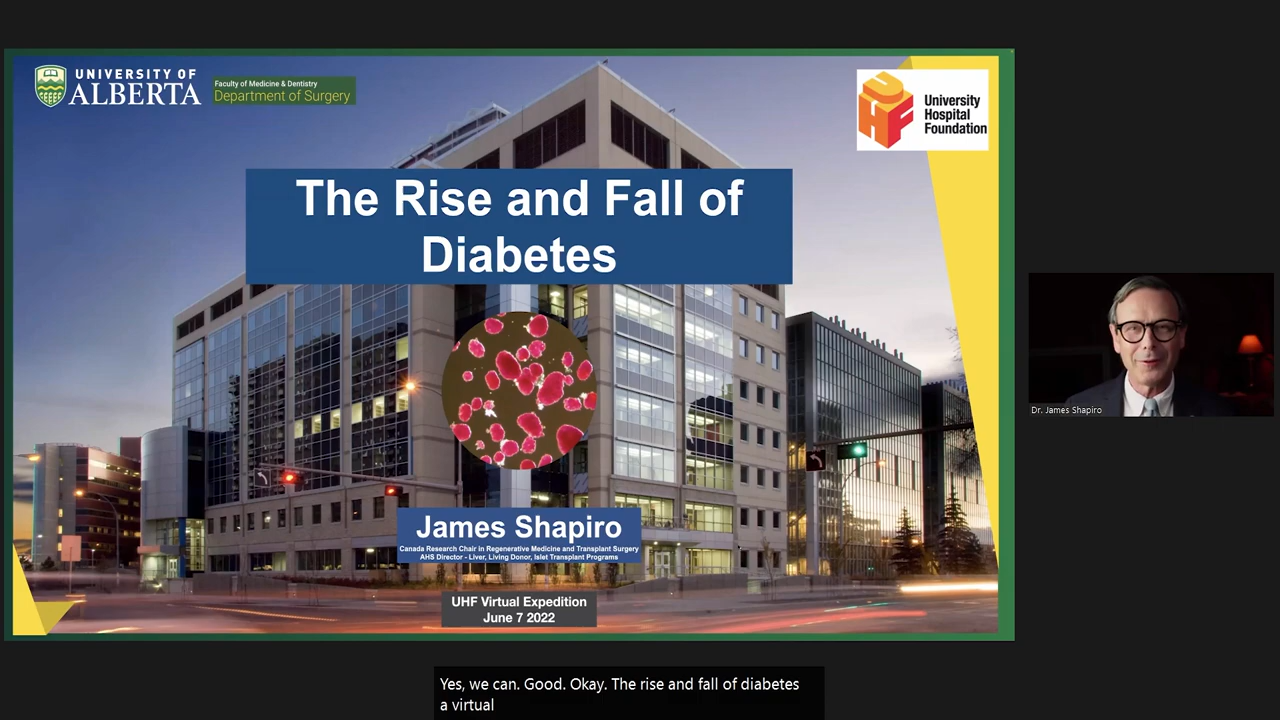 UNIVERSITY OF
ALBERTA
Faculty of Medicine & Dentistry
Department of Surgery
UHF
University
Hospital
Foundation
The Rise and Fall of
Diabetes
James Shapiro
Canada Research Chair in Regenerative Medicine and Transplant Surgery
AHS Director - Liver, Living Donor, Islet Transplant Programs
UHF Virtual Expedition
June 7 2022
Dr. James Shapiro
Yes, we can. Good. Okay. The rise and fall of diabetes
a virtual